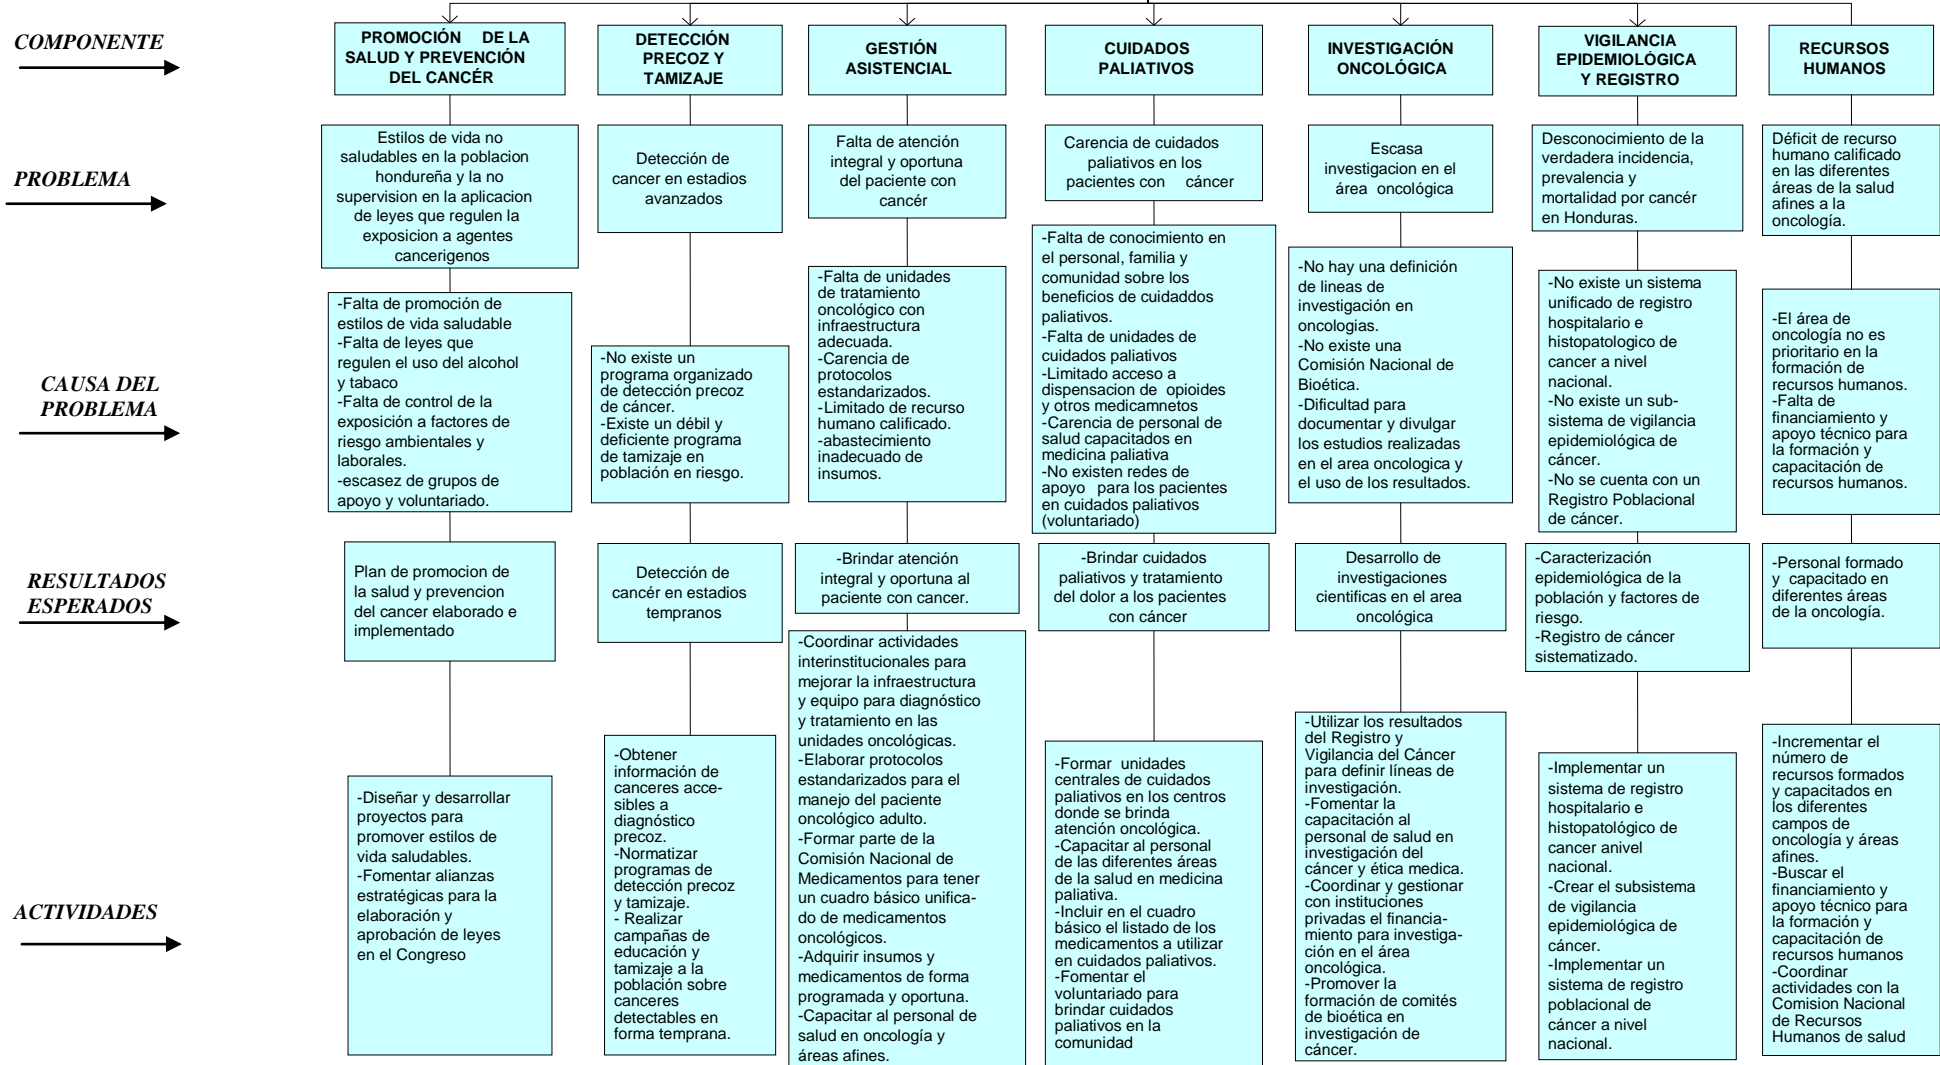 COMPONENTE
PROMOCIÓN DE LA
SALUD Y PREVENCIÓN
DEL CANCÉR
DETECCIÓN
PRECOZ Y
TAMIZAJE
GESTIÓN
ASISTENCIAL
CUIDADOS
PALIATIVOS
INVESTIGACIÓN
ONCOLÓGICA
VIGILANCIA
EPIDEMIOLÓGICA
Y REGISTRO
RECURSOS
HUMANOS
PROBLEMA
Estilos de vida no
saludables en la poblacion
hondureña y la no
supervision en la aplicacion
de leyes que regulen la
exposicion a agentes
cancerigenos
Detección de
cancer en estadios
avanzados
Falta de atención
integral y oportuna
del paciente con
cancér
Carencia de cuidados
paliativos en los
pacientes con cáncer
Escasa
investigacion en el
área oncológica
Desconocimiento de la
verdadera incidencia,
prevalencia y
mortalidad por cancér
en Honduras.
Déficit de recurso
humano calificado
en las diferentes
áreas de la salud
afines a la
oncología.
CAUSA DEL
PROBLEMA
-Falta de promoción de
estilos de vida saludable
-Falta de leyes que
regulen el uso del alcohol
y tabaco
-Falta de control de la
exposición a factores de
riesgo ambientales y
laborales.
-escasez de grupos de
apoyo y voluntariado.
-No existe un
programa organizado
de detección precoz
de cáncer.
-Existe un débil y
deficiente programa
de tamizaje en
población en riesgo.
-Falta de unidades
de tratamiento
oncológico con
infraestructura
adecuada.
-Carencia de
protocolos
estandarizados.
-Limitado de recurso
humano calificado.
-abastecimiento
inadecuado de
insumos.
-Falta de conocimiento en
el personal, familia y
comunidad sobre los
beneficios de cuidaddos
paliativos.
-Falta de unidades de
cuidados paliativos
-Limitado acceso a
dispensacion de opioides
y otros medicamnetos
-Carencia de personal de
salud capacitados en
medicina paliativa
-No existen redes de
apoyo para los pacientes
en cuidados paliativos
(voluntariado)
-No hay una definición
de lineas de
investigación en
oncologias.
-No existe una
Comisión Nacional de
Bioética.
-Dificultad para
documentar y divulgar
los estudios realizadas
en el area oncologica y
el uso de los resultados.
-No existe un sistema
unificado de registro
hospitalario e
histopatologico de
cancer a nivel
nacional.
-No existe un sub-
sistema de vigilancia
epidemiológica de
cáncer.
-No se cuenta con un
Registro Poblacional
de cáncer.
-El área de
oncología no es
prioritario en la
formación de
recursos humanos.
-Falta de
financiamiento y
apoyo técnico para
la formación y
capacitación de
recursos humanos.
RESULTADOS
ESPERADOS
Plan de promocion de
la salud y prevencion
del cancer elaborado e
implementado
Detección de
cancér en estadios
tempranos
-Brindar atención
integral y oportuna al
paciente con cancer.
-Brindar cuidados
paliativos y tratamiento
del dolor a los pacientes
con cáncer
Desarrollo de
investigaciones
cientificas en el area
oncológica
-Caracterización
epidemiológica de la
población y factores de
riesgo.
-Registro de cáncer
sistematizado.
-Personal formado
y capacitado en
diferentes áreas
de la oncología.
ACTIVIDADES
-Diseñar y desarrollar
proyectos para
promover estilos de
vida saludables.
-Fomentar alianzas
estratégicas para la
elaboración y
aprobación de leyes
en el Congreso
-Obtener
información de
canceres acce-
sibles a
diagnóstico
precoz.
-Normatizar
programas de
detección precoz
y tamizaje.
- Realizar
campañas de
educación y
tamizaje a la
población sobre
canceres
detectables en
forma temprana.
-Coordinar actividades
interinstitucionales para
mejorar la infraestructura
y equipo para diagnóstico
y tratamiento en las
unidades oncológicas.
-Elaborar protocolos
estandarizados para el
manejo del paciente
oncológico adulto.
-Formar parte de la
Comisión Nacional de
Medicamentos para tener
un cuadro básico unifica-
do de medicamentos
oncológicos.
-Adquirir insumos y
medicamentos de forma
programada y oportuna.
-Capacitar al personal de
salud en oncología y
áreas afines.
-Formar unidades
centrales de cuidados
paliativos en los centros
donde se brinda
atención oncológica.
-Capacitar al personal
de las diferentes áreas
de la salud en medicina
paliativa.
-Incluir en el cuadro
básico el listado de los
medicamentos a utilizar
en cuidados paliativos.
-Fomentar el
voluntariado para
brindar cuidados
paliativos en la
comunidad
-Utilizar los resultados
del Registro y
Vigilancia del Cáncer
para definir líneas de
investigación.
-Fomentar la
capacitación al
personal de salud en
investigación del
cáncer y ética medica.
-Coordinar y gestionar
con instituciones
privadas el financia-
miento para investiga-
ción en el área
oncológica.
-Promover la
formación de comités
de bioética en
investigación de
cáncer.
-Implementar un
sistema de registro
hospitalario e
histopatológico de
cancer anivel
nacional.
-Crear el subsistema
de vigilancia
epidemiológica de
cáncer.
-Implementar un
sistema de registro
poblacional de
cáncer a nivel
nacional.
-Incrementar el
número de
recursos formados
y capacitados en
los diferentes
campos de
oncología y áreas
afines.
-Buscar el
financiamiento y
apoyo técnico para
la formación y
capacitación de
recursos humanos
-Coordinar
actividades con la
Comision Nacional
de Recursos
Humanos de salud